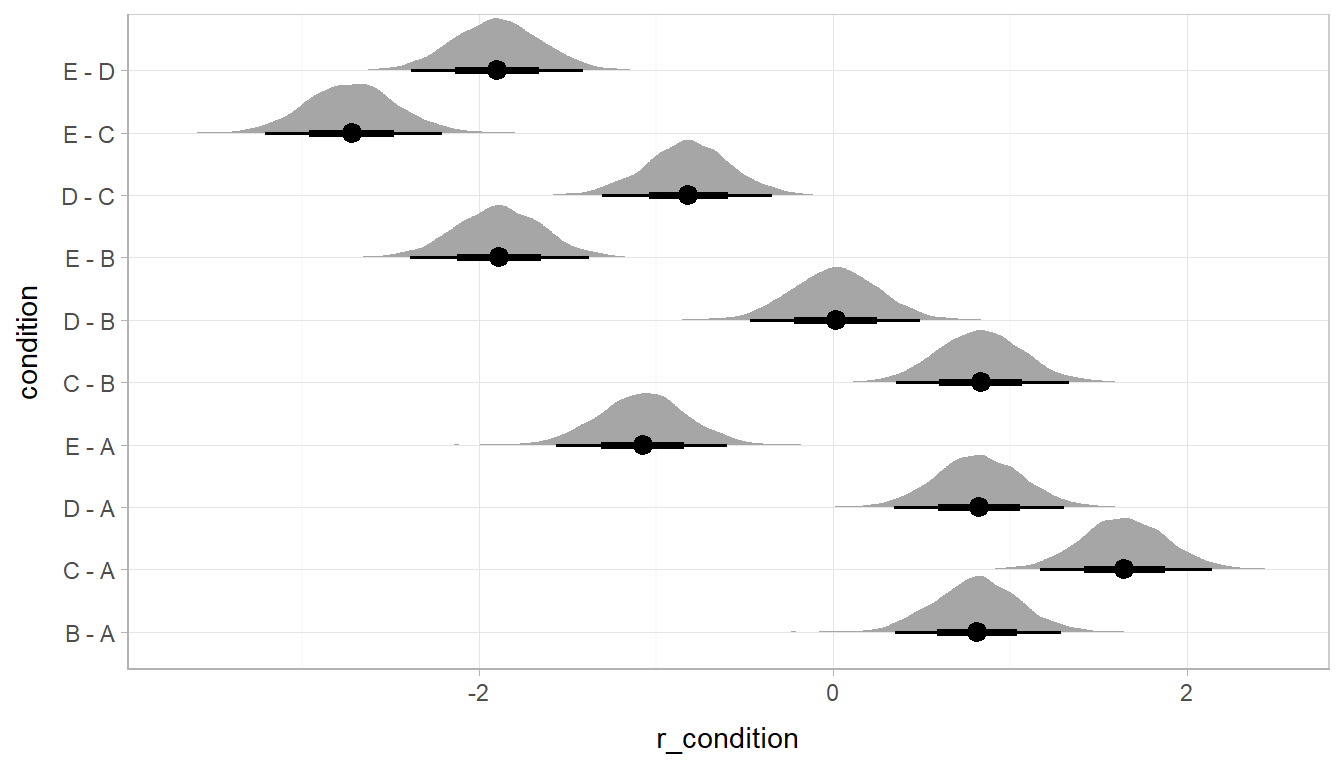 E - D
E - C
D - C
E - B
D - B
C - B
E - A
D - A
C - A
B - A
condition
-2 0 2
r_condition